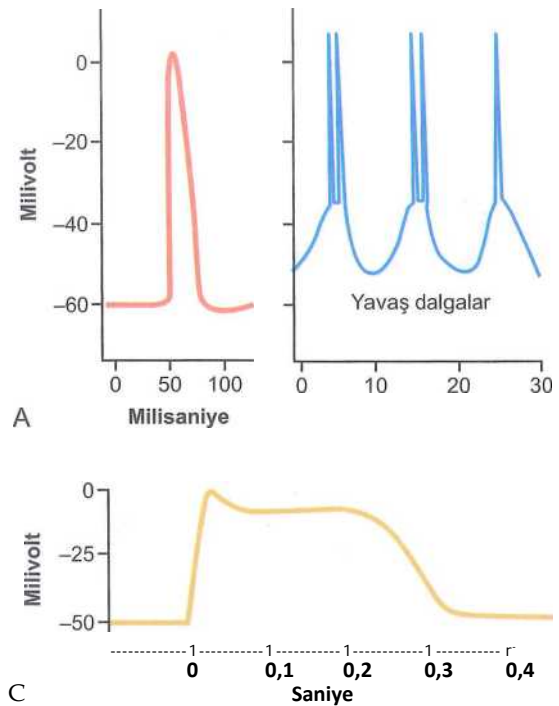 Milivolt
0
–20
–40
–60
0 50 100
Milisaniye
A
Yavaş dalgalar
0 10 20 30
Milivolt
0
–25
–50
0 0,1 0,2 0,3 0,4
Saniye
C